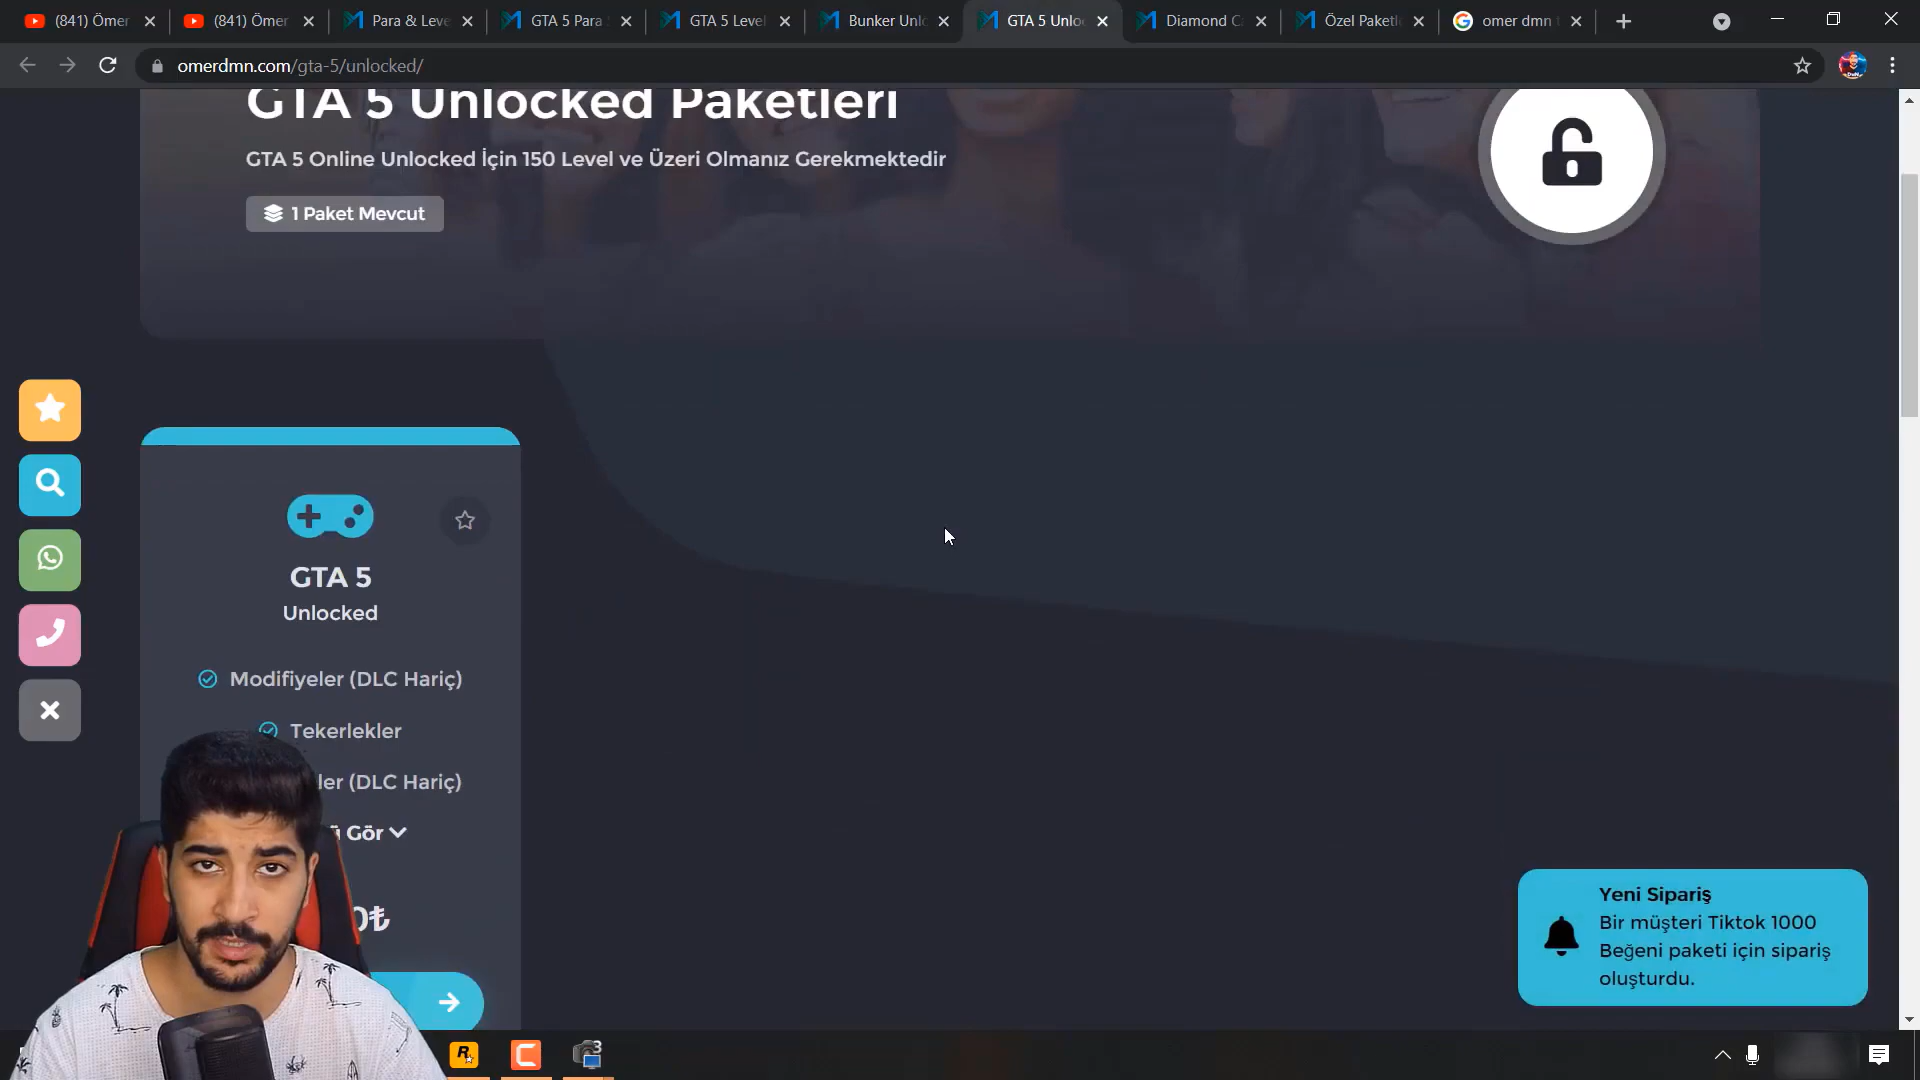 (841) Ömer
(841) Ömer
Para & Leve
GTA 5 Para
GTA 5 Level
Bunker Unlo
GTA 5 Unlo
Diamond C
Özel Paketl
omer dmn t
omerdmn.com/gta-5/unlocked/
GTA 5 Unlocked Paketleri
GTA 5 Online Unlocked İçin 150 Level ve Üzeri Olmanız Gerekmektedir
1 Paket Mevcut
GTA 5
Unlocked
Modifiyeler (DLC Hariç)
Tekerlekler
ler (DLC Hariç)
ü Gör
0₺
Yeni Sipariş
Bir müşteri Tiktok 1000
Beğeni paketi için sipariş
oluşturdu.
R
C
3